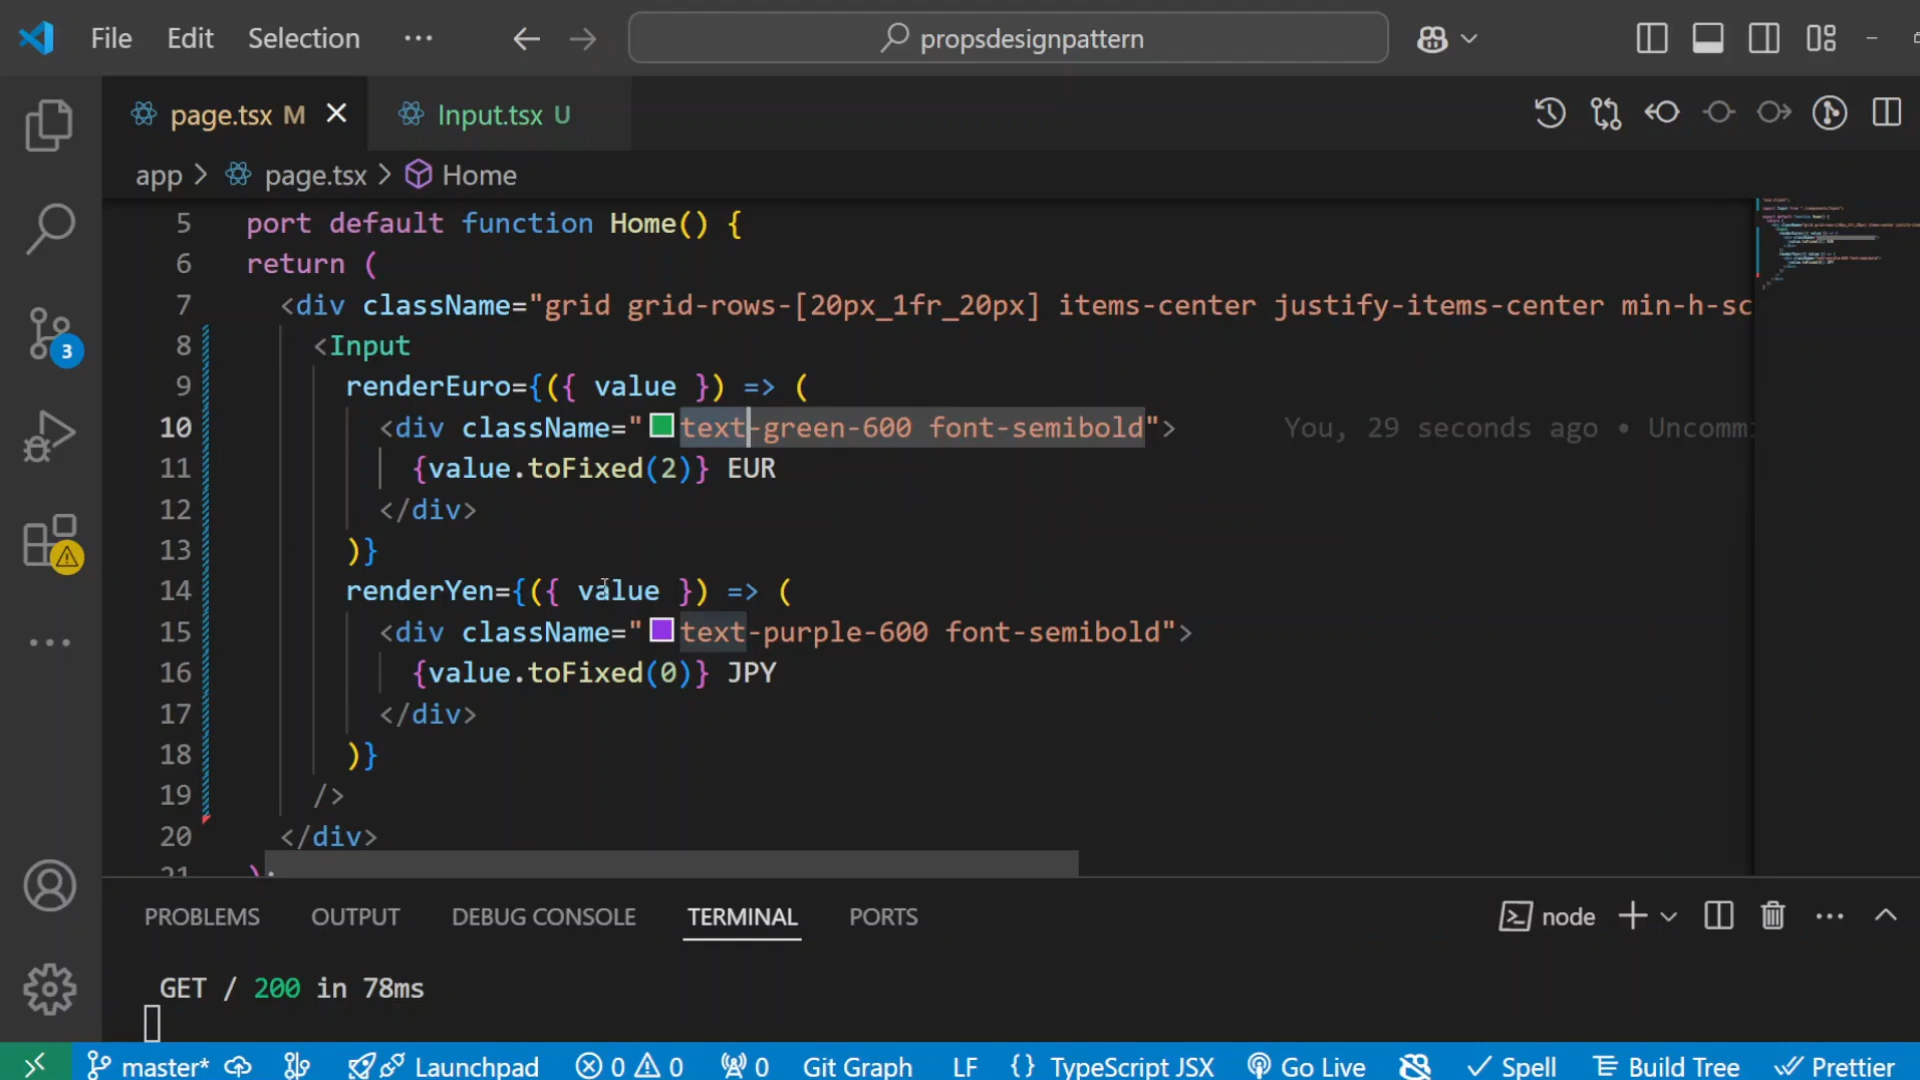 File Edit Selection ··· propsdesignpattern
page.tsx M Input.tsx U
app > page.tsx > Home
5 port default function Home() {
6 return (
7 <div className="grid grid-rows-[20px_1fr_20px] items-center justify-items-center min-h-sc
8 <Input
9 renderEuro={({ value }) => (
10 <div className="text-green-600 font-semibold"> You, 29 seconds ago • Uncomm
11 {value.toFixed(2)} EUR
12 </div>
13 )}
14 renderYen={({ value }) => (
15 <div className="text-purple-600 font-semibold">
16 {value.toFixed(0)} JPY
17 </div>
18 )}
19 />
20 </div>
21 );
3
PROBLEMS OUTPUT DEBUG CONSOLE TERMINAL PORTS node
GET / 200 in 78ms
master* Launchpad 0 0 0 Git Graph LF {} TypeScript JSX Go Live Spell Build Tree Prettier